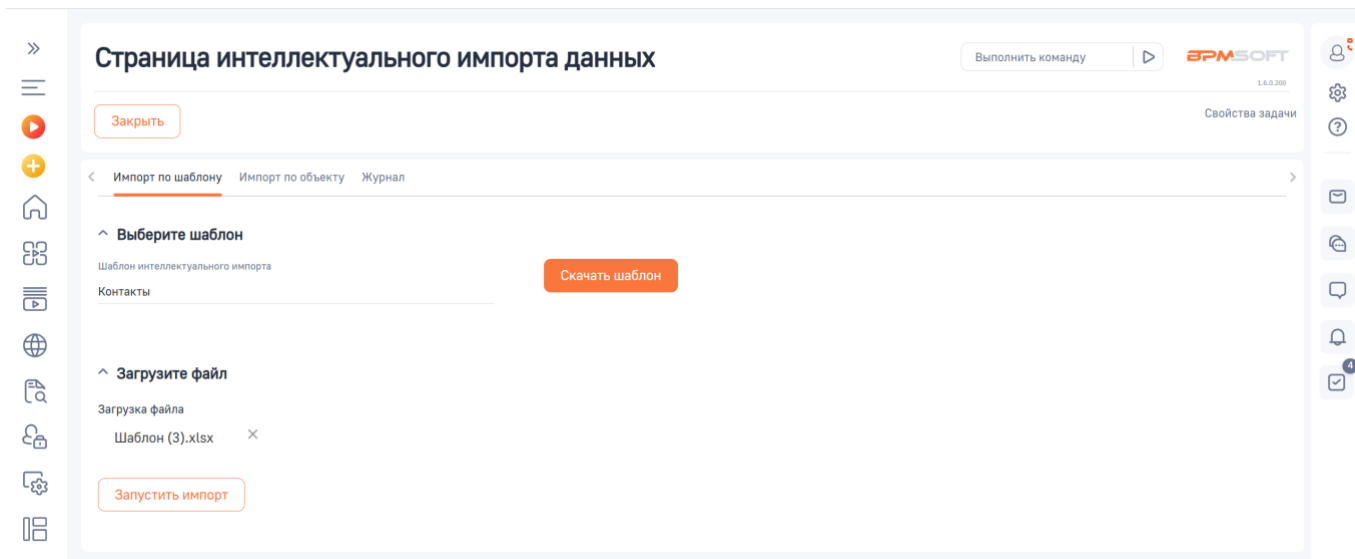 Страница интеллектуального импорта данных
Выполнить команду
BPMSOFT
1.6.0.200
Закрыть
Свойства задачи
Импорт по шаблону Импорт по объекту Журнал
Выберите шаблон
Шаблон интеллектуального импорта
Контакты
Скачать шаблон
4
Загрузите файл
Загрузка файла
Шаблон (3).xlsx
Запустить импорт